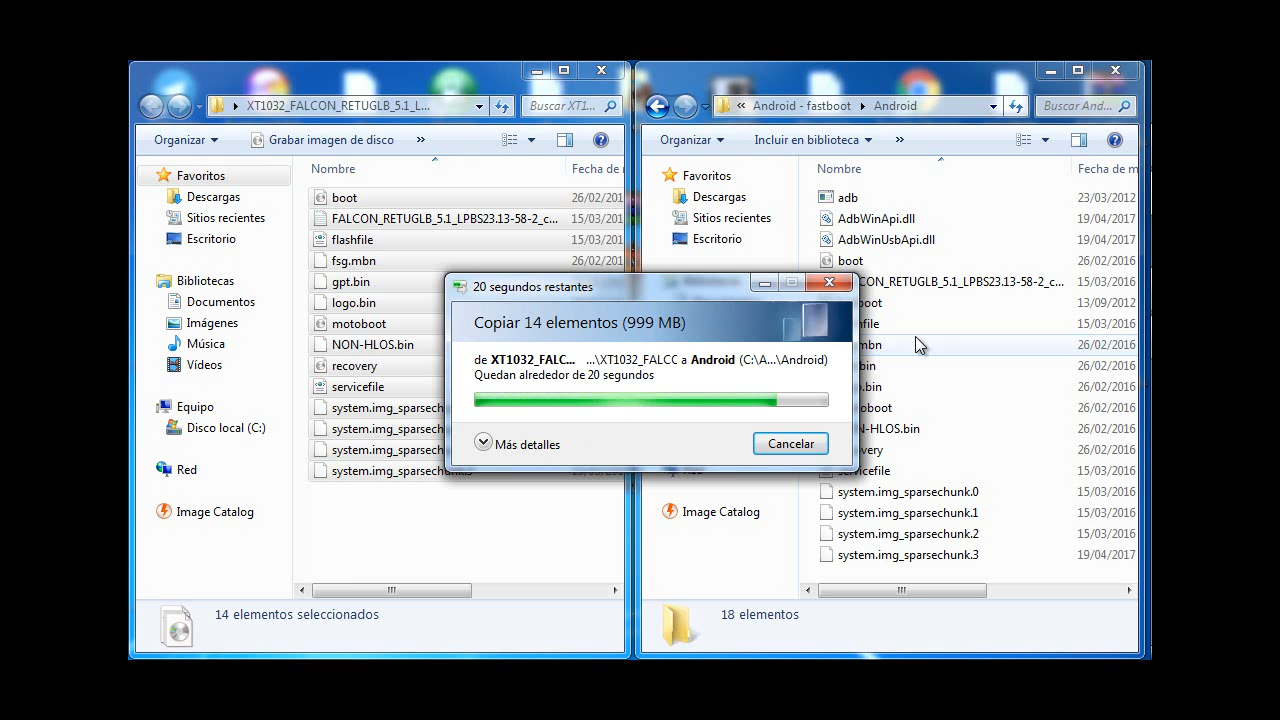 XT1032_FALCON_RETUGLB_5.1_L...
Buscar XT1...
Organizar
Grabar imagen de disco
»
Nombre
Fecha de m
Favoritos
Descargas
Sitios recientes
Escritorio
Bibliotecas
Documentos
Imágenes
Música
Vídeos
Equipo
Disco local (C:)
Red
Image Catalog
boot 26/02/201
FALCON_RETUGLB_5.1_LPBS23.13-58-2_c... 15/03/201
flashfile 15/03/201
fsg.mbn 26/02/201
gpt.bin
logo.bin
motoboot
NON-HLOS.bin
recovery
servicefile
system.img_sparsech
system.img_sparsech
system.img_sparsech
system.img_sparsechunk.
14 elementos seleccionados
« Android - fastboot
Android
Buscar And...
Organizar
Incluir en biblioteca
»
Nombre
Fecha de m
Favoritos
Descargas
Sitios recientes
Escritorio
Image Catalog
adb 23/03/2012
AdbWinApi.dll 19/04/2017
AdbWinUsbApi.dll 19/04/2017
boot 26/02/2016
CON_RETUGLB_5.1_LPBS23.13-58-2_c... 15/03/2016
oot 13/09/2012
file 15/03/2016
mbn 26/02/2016
bin 26/02/2016
.bin 26/02/2016
oboot 26/02/2016
N-HLOS.bin 26/02/2016
very 26/02/2016
servicefile 15/03/2016
system.img_sparsechunk.0 15/03/2016
system.img_sparsechunk.1 15/03/2016
system.img_sparsechunk.2 15/03/2016
system.img_sparsechunk.3 19/04/2017
18 elementos
20 segundos restantes
Copiar 14 elementos (999 MB)
de XT1032_FALC... ...\XT1032_FALCC a Android (C:\A...\Android)
Quedan alrededor de 20 segundos
Más detalles
Cancelar